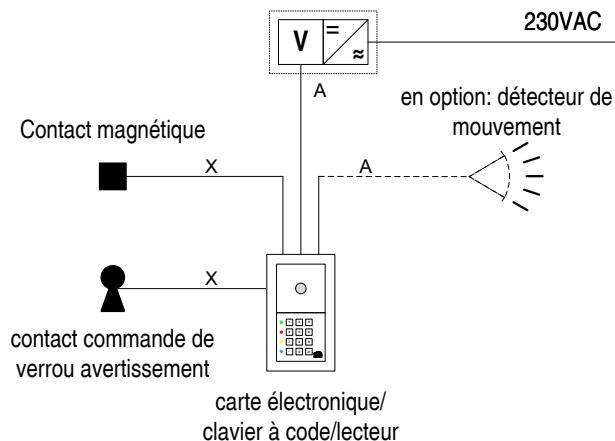 230VAC
V
=
≈
A
en option: détecteur de
mouvement
Contact magnétique
X
A
X
contact commande de
verrou avertissement
carte électronique/
clavier à code/lecteur